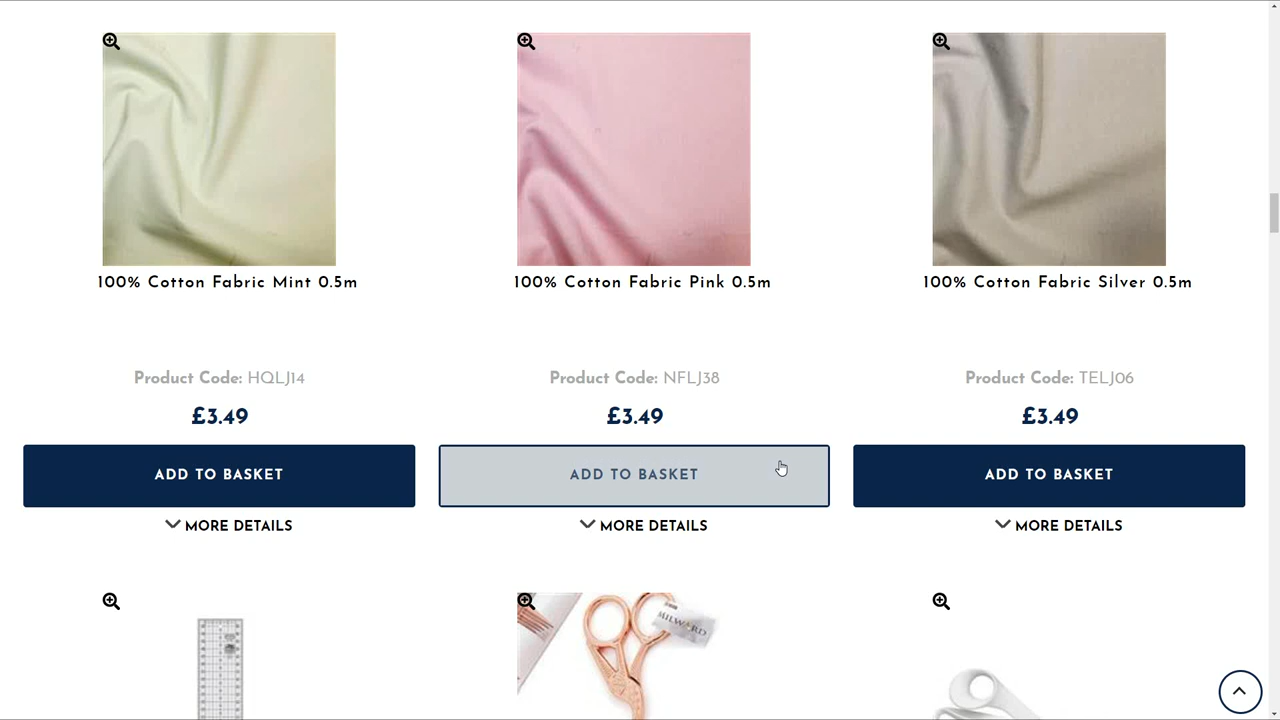 100% Cotton Fabric Mint 0.5m
100% Cotton Fabric Pink 0.5m
100% Cotton Fabric Silver 0.5m
Product Code: HQLJ14
Product Code: NFLJ38
Product Code: TELJ06
£3.49
£3.49
£3.49
ADD TO BASKET
ADD TO BASKET
ADD TO BASKET
MORE DETAILS
MORE DETAILS
MORE DETAILS
MILWARD